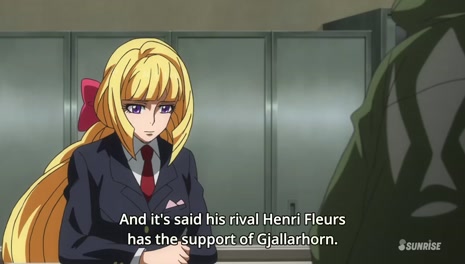 And it's said his rival Henri Fleurs
has the support of Gjallarhorn.
SUNRISE